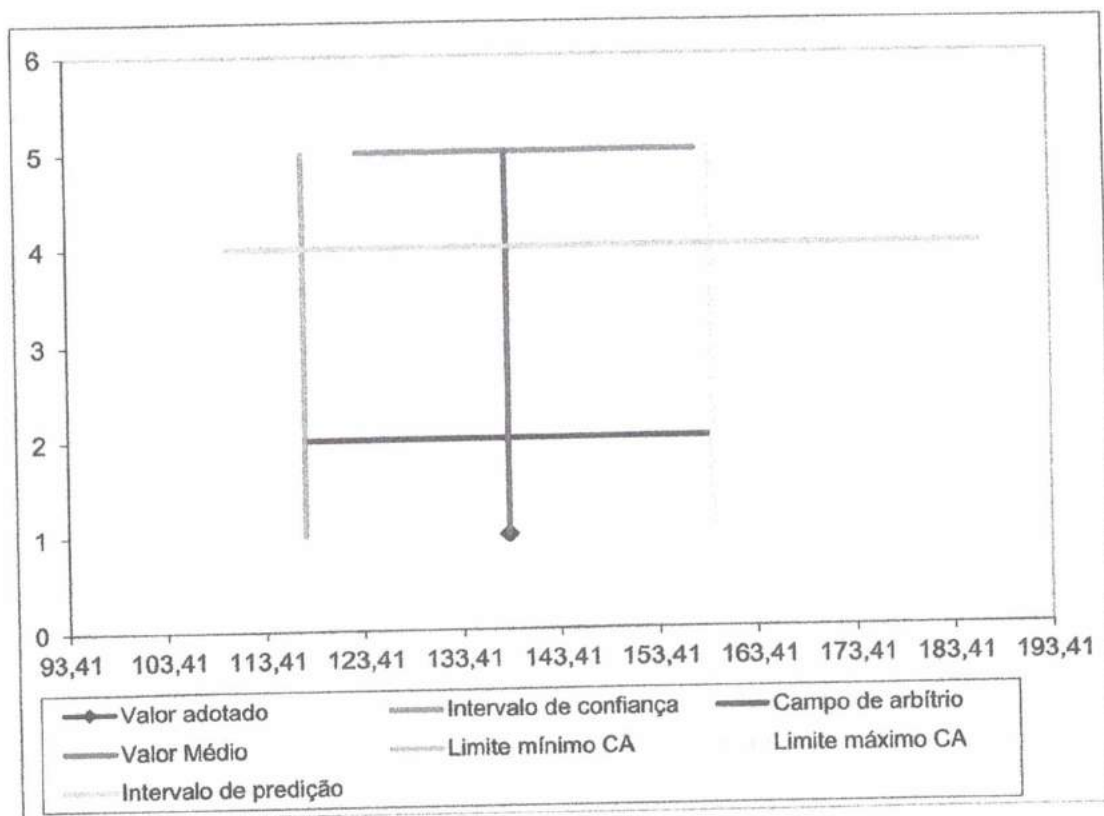 6
5
4
3
2
1
0
93,41 103,41 113,41 123,41 133,41 143,41 153,41 163,41 173,41 183,41 193,41
Valor adotado Intervalo de confiança Campo de arbítrio
Valor Médio Limite mínimo CA Limite máximo CA
Intervalo de predição